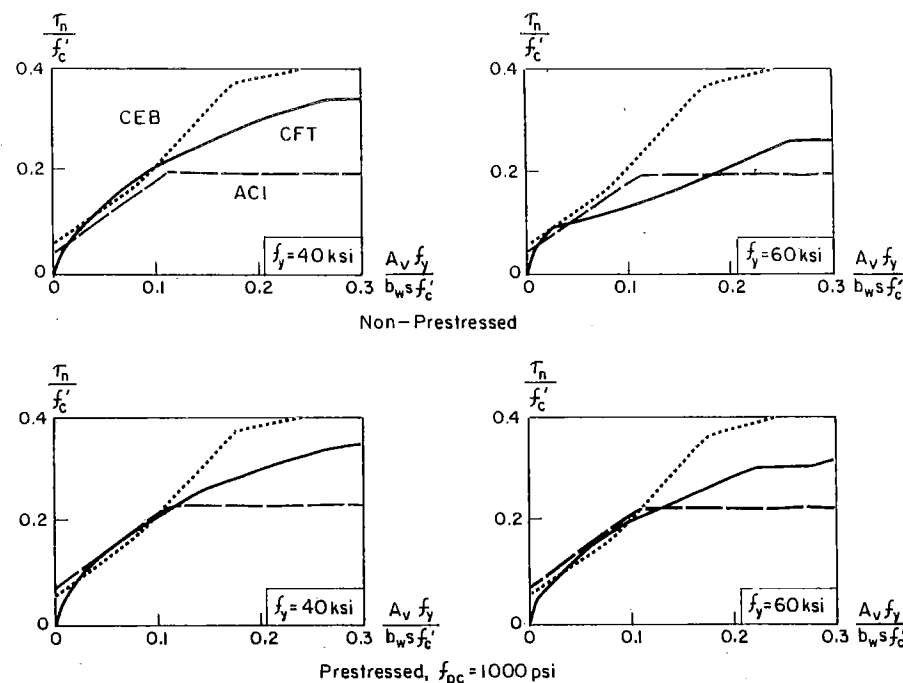 τn/f'c
τn/f'c
0.4
0.2
0
CEB
CFT
ACI
fy=40 ksi
Av fy/bw s f'c
0 0.1 0.2 0.3
0.4
0.2
0
fy=60 ksi
Av fy/bw s f'c
0 0.1 0.2 0.3
Non-Prestressed
τn/f'c
τn/f'c
0.4
0.2
0
fy=40 ksi
Av fy/bw s f'c
0 0.1 0.2 0.3
0.4
0.2
0
fy=60 ksi
Av fy/bw s f'c
0 0.1 0.2 0.3
Prestressed, fpc=1000 psi